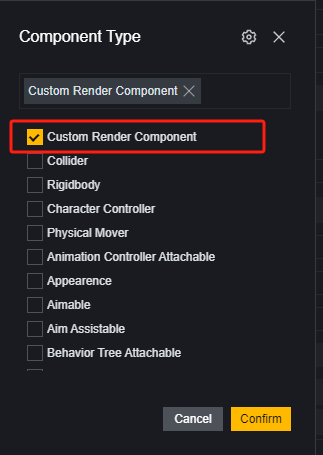 Component Type
Custom Render Component
Custom Render Component
Collider
Rigidbody
Character Controller
Physical Mover
Animation Controller Attachable
Appearence
Aimable
Aim Assistable
Behavior Tree Attachable
Cancel
Confirm